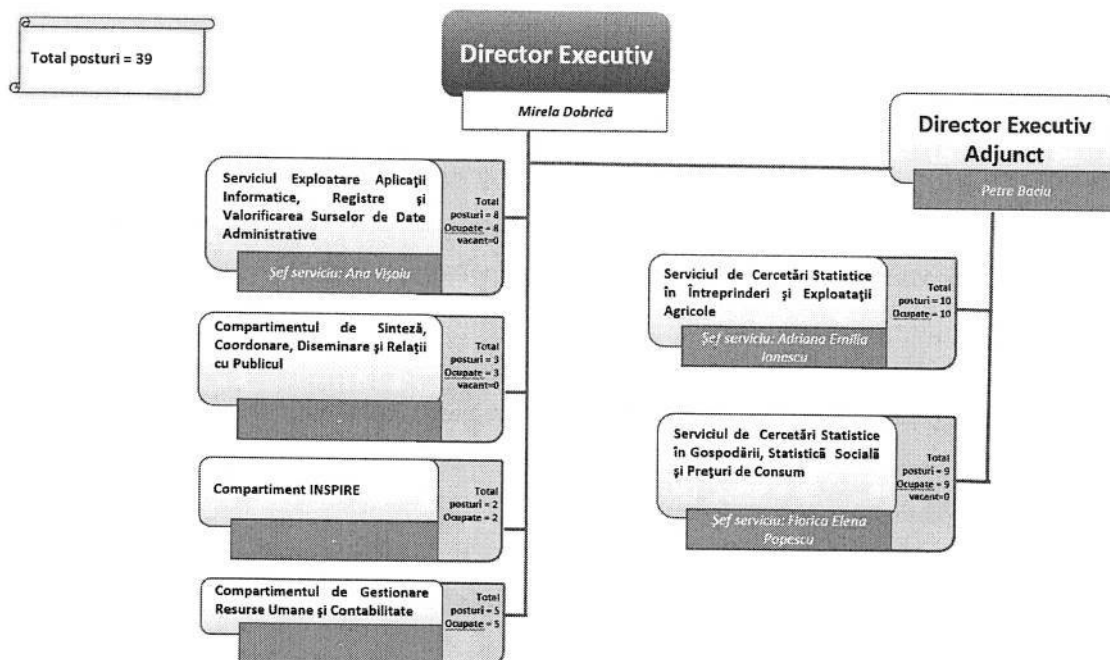 Total posturi = 39
Director Executiv
Mirela Dobrică
Director Executiv
Adjunct
Petre Baciu
Serviciul Exploatare Aplicații
Informatice, Registre și
Valorificarea Surselor de Date
Administrative
Șef serviciu: Ana Vișoiu
Total
posturi = 8
Ocupate = 8
vacant=0
Compartimentul de Sinteză,
Coordonare, Diseminare și Relații
cu Publicul
-
Total
posturi = 3
Ocupate = 3
vacant=0
Compartiment INSPIRE
-
Total
posturi = 2
Ocupate = 2
Compartimentul de Gestionare
Resurse Umane și Contabilitate
-
Total
posturi = 5
Ocupate = 5
Serviciul de Cercetări Statistice
în Întreprinderi și Exploatații
Agricole
Șef serviciu: Adriana Emilia
Ionescu
Total
posturi = 10
Ocupate = 10
Serviciul de Cercetări Statistice
în Gospodării, Statistică Socială
și Prețuri de Consum
Șef serviciu: Florica Elena
Popescu
Total
posturi = 9
Ocupate = 9
vacant=0